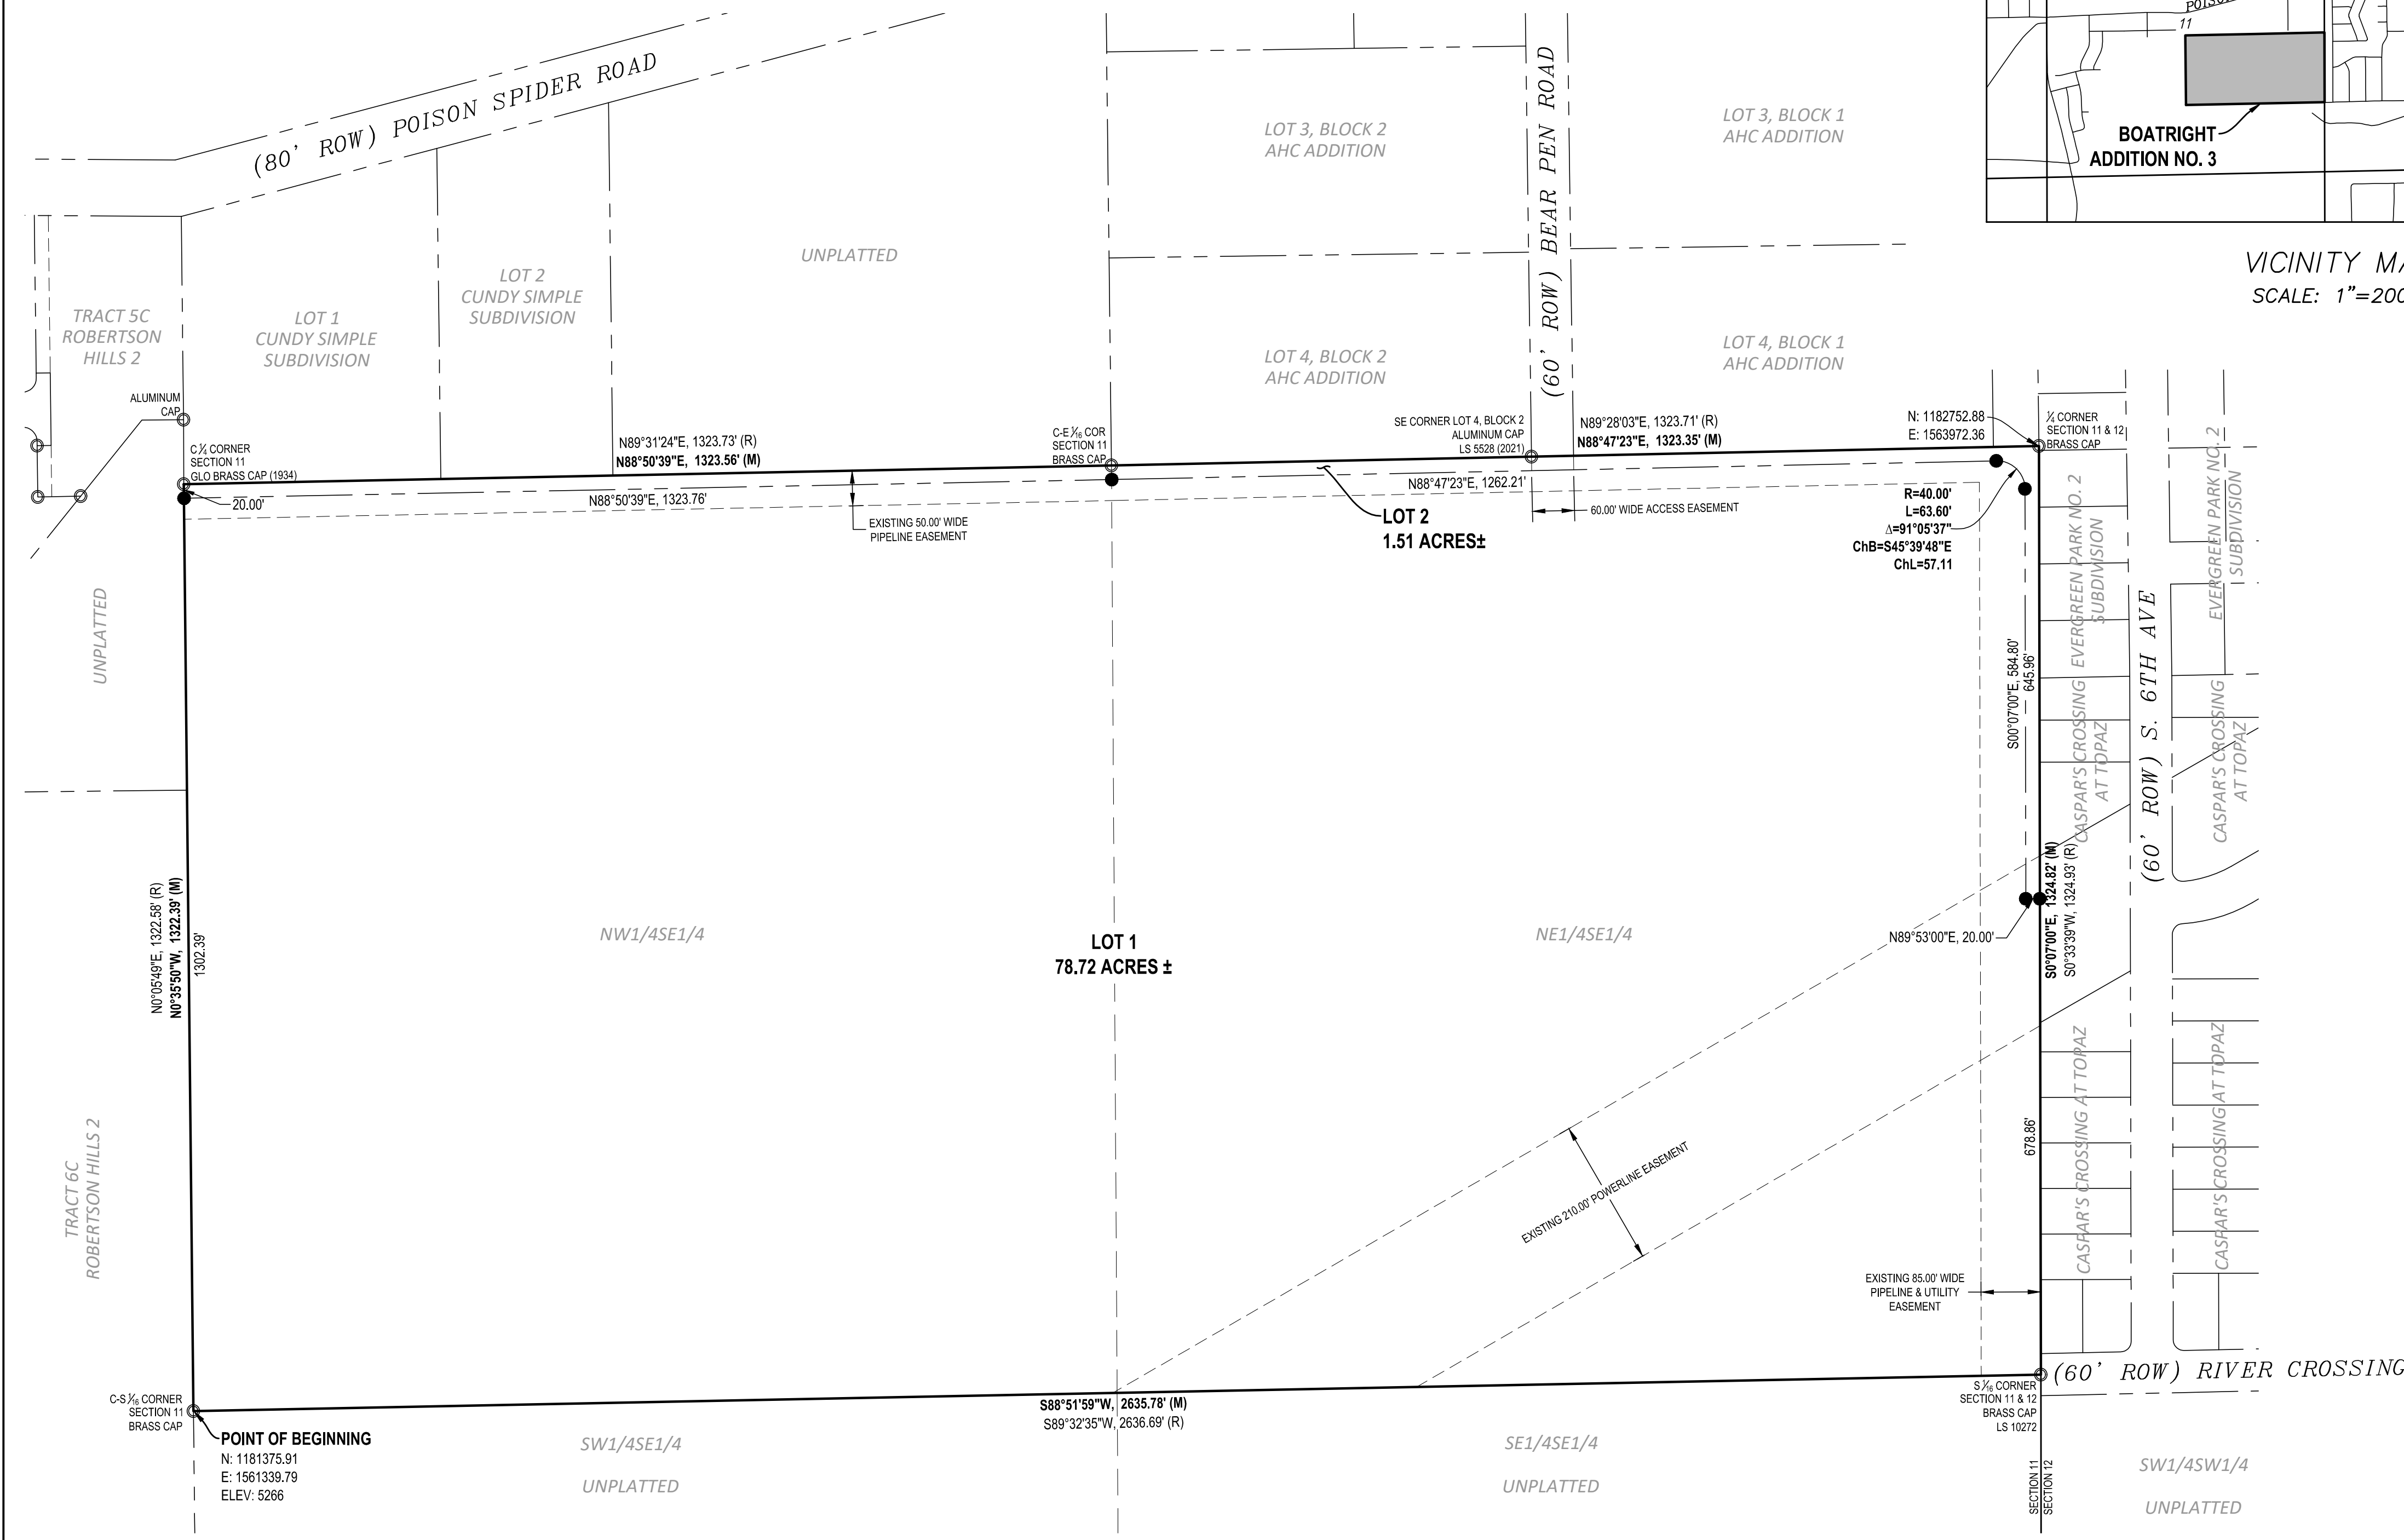 11
BOATRIGHT
ADDITION NO. 3
(80' ROW) POISON SPIDER ROAD
LOT 3, BLOCK 2
AHC ADDITION
(60' ROW) BEAR PEN ROAD
LOT 3, BLOCK 1
AHC ADDITION
VICINITY
SCALE: 1"=200
UNPLATTED
LOT 2
CUNDY SIMPLE
SUBDIVISION
TRACT 5C
ROBERTSON
HILLS 2
LOT 1
CUNDY SIMPLE
SUBDIVISION
LOT 4, BLOCK 2
AHC ADDITION
LOT 4, BLOCK 1
AHC ADDITION
ALUMINUM
CAP
C ¼ CORNER
SECTION 11
GLO BRASS CAP (1934)
20.00'
N89°31'24"E, 1323.73' (R)
N88°50'39"E, 1323.56' (M)
N88°50'39"E, 1323.76'
C-E 1/16 COR
SECTION 11
BRASS CAP
SE CORNER LOT 4, BLOCK 2
ALUMINUM CAP
LS 5528 (2021)
N89°28'03"E, 1323.71' (R)
N88°47'23"E, 1323.35' (M)
N: 1182752.88
E: 1563972.36
¼ CORNER
SECTION 11 & 12
BRASS CAP
N88°47'23"E, 1262.21'
EXISTING 50.00' WIDE
PIPELINE EASEMENT
LOT 2
1.51 ACRES±
60.00' WIDE ACCESS EASEMENT
R=40.00'
L=63.60'
Δ=91°05'37"
ChB=S45°39'48"E
ChL=57.11
EVERGREEN PARK NO. 2
SUBDIVISION
EVERGREEN PARK NO. 2
SUBDIVISION
UNPLATTED
S00°07'00"E, 584.80'
645.96'
CASPAR'S CROSSING
AT TOPAZ
(60' ROW) S. 6TH AVE
CASPAR'S CROSSING
AT TOPAZ
N0°05'49"E, 1322.58' (R)
N0°35'50"W, 1322.39' (M)
1302.39'
NW1/4SE1/4
LOT 1
78.72 ACRES ±
NE1/4SE1/4
N89°53'00"E, 20.00'
S0°07'00"E, 1324.82' (M)
S0°33'39"W, 1324.93' (R)
678.86'
TRACT 6C
ROBERTSON HILLS 2
EXISTING 210.00' POWERLINE EASEMENT
CASPAR'S CROSSING AT TOPAZ
CASPAR'S CROSSING AT TOPAZ
EXISTING 85.00' WIDE
PIPELINE & UTILITY
EASEMENT
(60' ROW) RIVER CROSSING
C-S 1/16 CORNER
SECTION 11
BRASS CAP
POINT OF BEGINNING
N: 1181375.91
E: 1561339.79
ELEV: 5266
S88°51'59"W, 2635.78' (M)
S89°32'35"W, 2636.69' (R)
S 1/16 CORNER
SECTION 11 & 12
BRASS CAP
LS 10272
SW1/4SE1/4
UNPLATTED
SE1/4SE1/4
UNPLATTED
SECTION 11
SECTION 12
SW1/4SW1/4
UNPLATTED